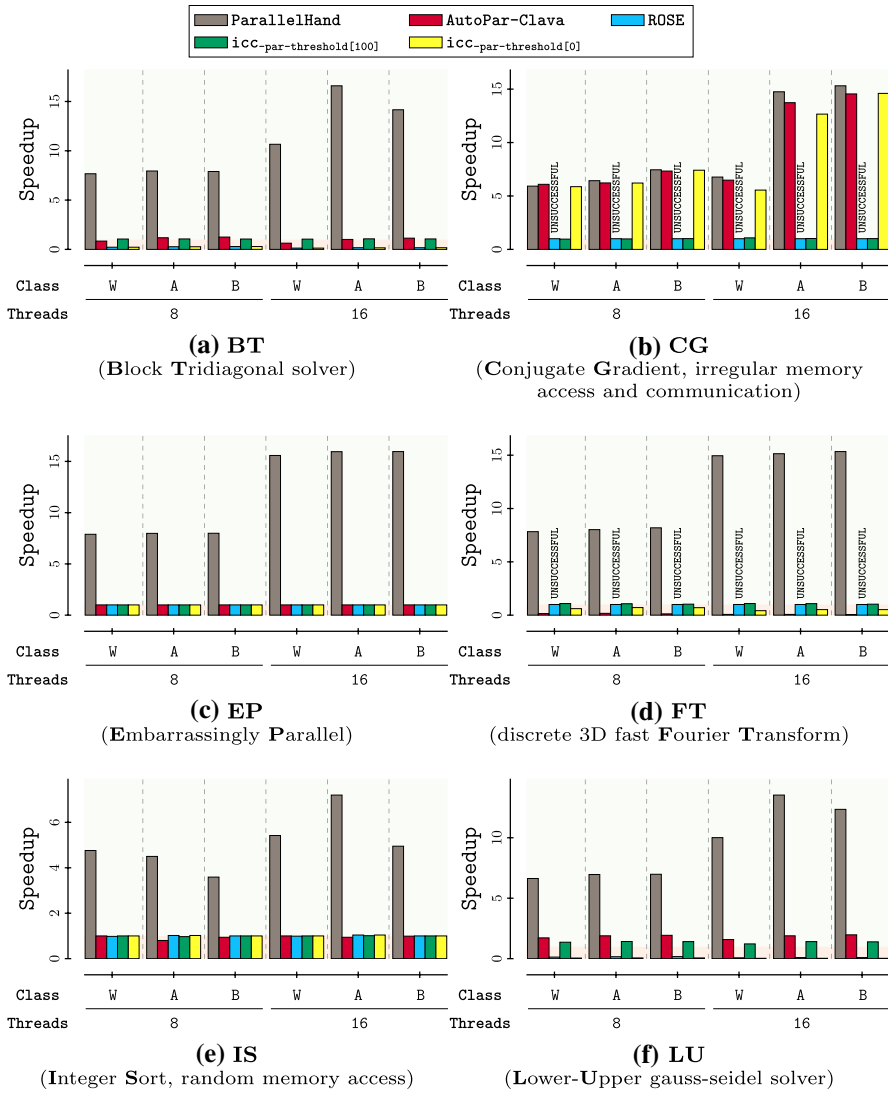 ParallelHand AutoPar-Clava ROSE
icc-par-threshold[100] icc-par-threshold[0]
Speedup
0 5 10 15
Class W A B W A B
Threads 8 16
(a) BT
(Block Tridiagonal solver)
Speedup
0 5 10 15
UNSUCCESSFUL UNSUCCESSFUL UNSUCCESSFUL UNSUCCESSFUL UNSUCCESSFUL UNSUCCESSFUL
Class W A B W A B
Threads 8 16
(b) CG
(Conjugate Gradient, irregular memory
access and communication)
Speedup
0 5 10 15
Class W A B W A B
Threads 8 16
(c) EP
(Embarrassingly Parallel)
Speedup
0 5 10 15
UNSUCCESSFUL UNSUCCESSFUL UNSUCCESSFUL UNSUCCESSFUL UNSUCCESSFUL UNSUCCESSFUL
Class W A B W A B
Threads 8 16
(d) FT
(discrete 3D fast Fourier Transform)
Speedup
0 2 4 6
Class W A B W A B
Threads 8 16
(e) IS
(Integer Sort, random memory access)
Speedup
0 5 10
Class W A B W A B
Threads 8 16
(f) LU
(Lower-Upper gauss-seidel solver)